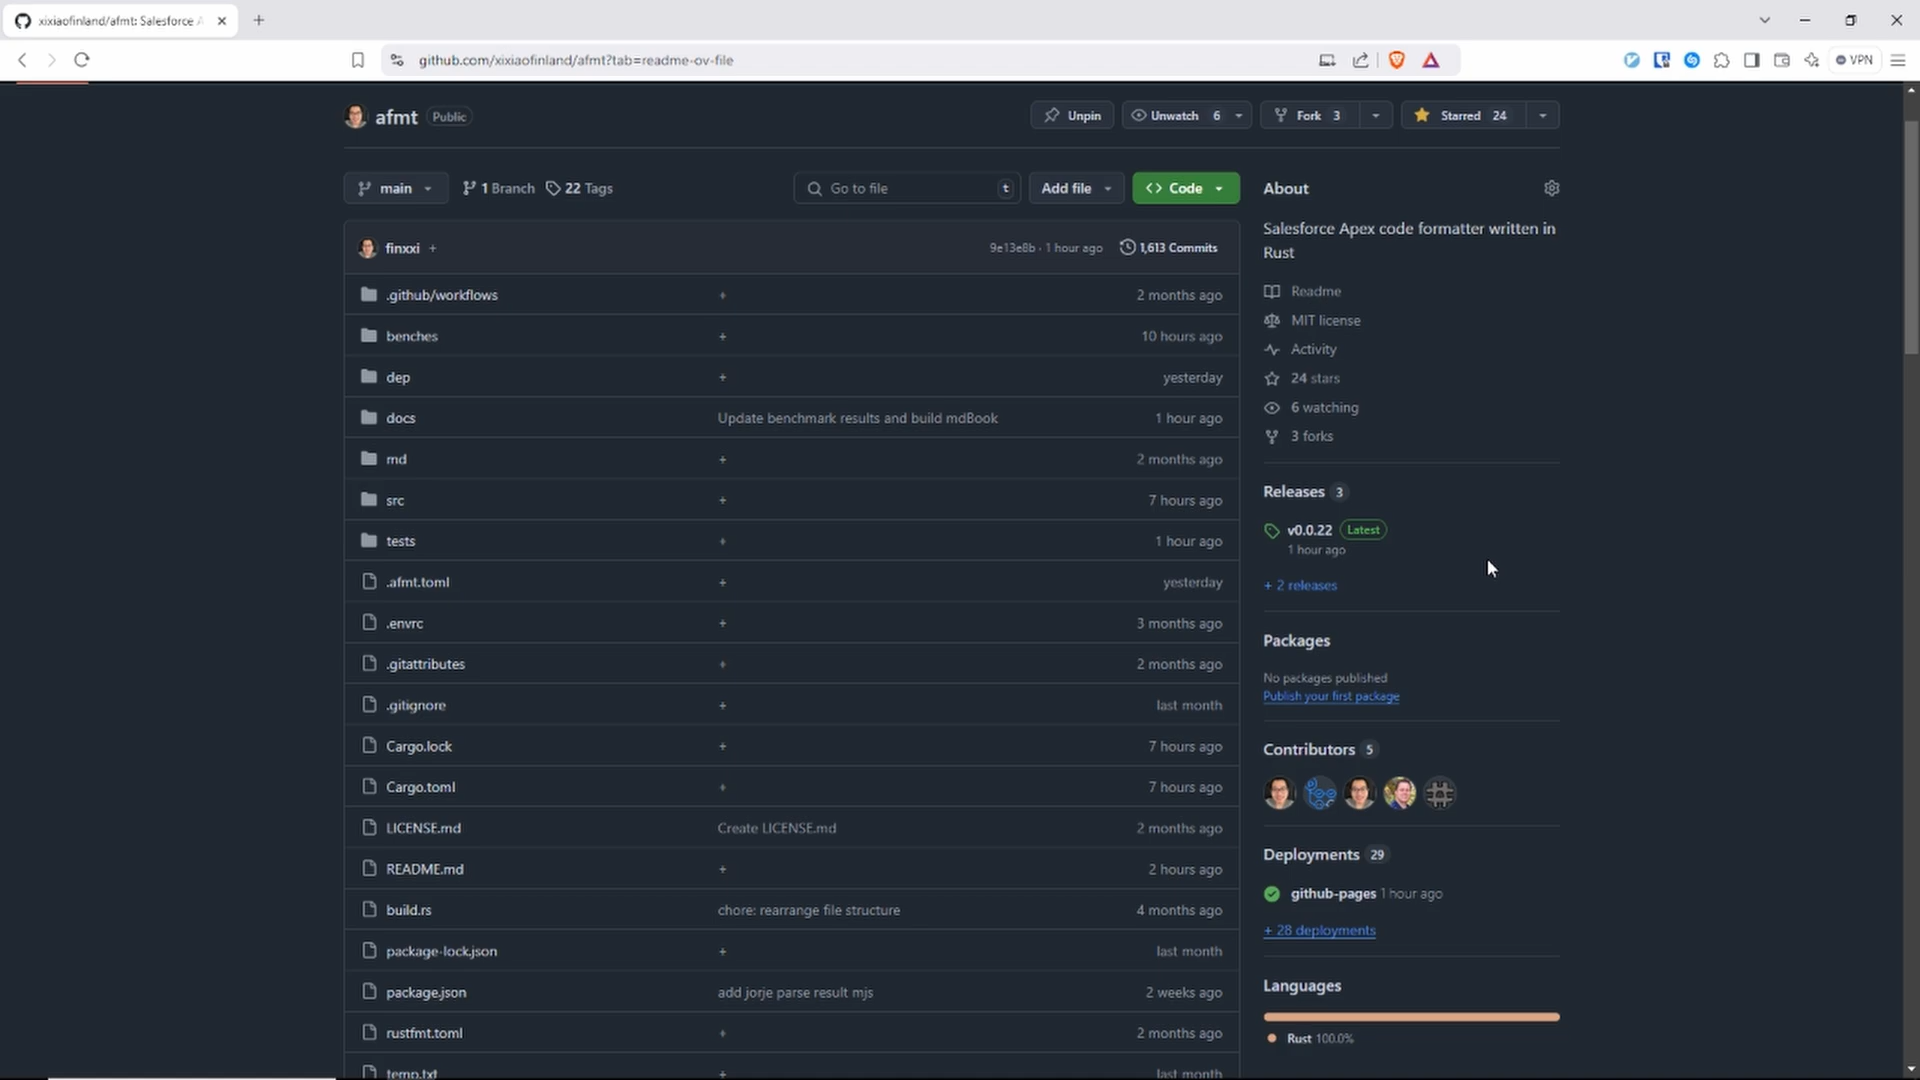 xixiaofinland/afmt: Salesforce A
github.com/xixiaofinland/afmt?tab=readme-ov-file
VPN
afmt Public
Unpin
Unwatch 6
Fork 3
Starred 24
main
1 Branch
22 Tags
Go to file
t
Add file
<> Code
finxxi +
9e13e8b · 1 hour ago
1,613 Commits
.github/workflows + 2 months ago
benches + 10 hours ago
dep + yesterday
docs Update benchmark results and build mdBook 1 hour ago
md + 2 months ago
src + 7 hours ago
tests + 1 hour ago
.afmt.toml + yesterday
.envrc + 3 months ago
.gitattributes + 2 months ago
.gitignore + last month
Cargo.lock + 7 hours ago
Cargo.toml + 7 hours ago
LICENSE.md Create LICENSE.md 2 months ago
README.md + 2 hours ago
build.rs chore: rearrange file structure 4 months ago
package-lock.json + last month
package.json add jorje parse result mjs 2 weeks ago
rustfmt.toml + 2 months ago
temp.txt + last month
About
Salesforce Apex code formatter written in
Rust
Readme
MIT license
Activity
24 stars
6 watching
3 forks
Releases 3
v0.0.22 Latest
1 hour ago
+ 2 releases
Packages
No packages published
Publish your first package
Contributors 5
Deployments 29
github-pages 1 hour ago
+ 28 deployments
Languages
Rust 100.0%